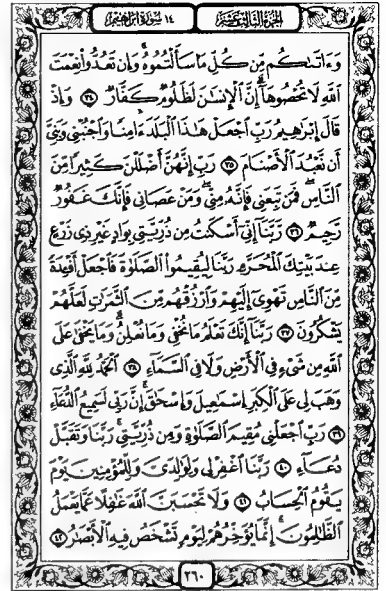 الجزء الثالث عشر
١٤ سورة إبراهيم
وَءَاتَىٰكُم مِّن كُلِّ مَا سَأَلْتُمُوهُ ۚ وَإِن تَعُدُّوا۟ نِعْمَتَ
ٱللَّهِ لَا تُحْصُوهَآ ۗ إِنَّ ٱلْإِنسَـٰنَ لَظَلُومٌ كَفَّارٌ ٣٤ وَإِذْ
قَالَ إِبْرَٰهِيمُ رَبِّ ٱجْعَلْ هَـٰذَا ٱلْبَلَدَ ءَامِنًا وَٱجْنُبْنِى وَبَنِىَّ
أَن نَّعْبُدَ ٱلْأَصْنَامَ ٣٥ رَبِّ إِنَّهُنَّ أَضْلَلْنَ كَثِيرًا مِّنَ
ٱلنَّاسِ ۖ فَمَن تَبِعَنِى فَإِنَّهُۥ مِنِّى ۖ وَمَنْ عَصَانِى فَإِنَّكَ غَفُورٌ
رَّحِيمٌ ٣٦ رَّبَّنَآ إِنِّىٓ أَسْكَنتُ مِن ذُرِّيَّتِى بِوَادٍ غَيْرِ ذِى زَرْعٍ
عِندَ بَيْتِكَ ٱلْمُحَرَّمِ رَبَّنَا لِيُقِيمُوا۟ ٱلصَّلَوٰةَ فَٱجْعَلْ أَفْـِٔدَةً
مِّنَ ٱلنَّاسِ تَهْوِىٓ إِلَيْهِمْ وَٱرْزُقْهُم مِّنَ ٱلثَّمَرَٰتِ لَعَلَّهُمْ
يَشْكُرُونَ ٣٧ رَبَّنَآ إِنَّكَ تَعْلَمُ مَا نُخْفِى وَمَا نُعْلِنُ ۗ وَمَا يَخْفَىٰ عَلَى
ٱللَّهِ مِن شَىْءٍ فِى ٱلْأَرْضِ وَلَا فِى ٱلسَّمَآءِ ٣٨ ٱلْحَمْدُ لِلَّهِ ٱلَّذِى
وَهَبَ لِى عَلَى ٱلْكِبَرِ إِسْمَـٰعِيلَ وَإِسْحَـٰقَ ۚ إِنَّ رَبِّى لَسَمِيعُ ٱلدُّعَآءِ
٣٩ رَبِّ ٱجْعَلْنِى مُقِيمَ ٱلصَّلَوٰةِ وَمِن ذُرِّيَّتِى ۚ رَبَّنَا وَتَقَبَّلْ
دُعَآءِ ٤٠ رَبَّنَا ٱغْفِرْ لِى وَلِوَٰلِدَىَّ وَلِلْمُؤْمِنِينَ يَوْمَ
يَقُومُ ٱلْحِسَابُ ٤١ وَلَا تَحْسَبَنَّ ٱللَّهَ غَـٰفِلًا عَمَّا يَعْمَلُ
ٱلظَّـٰلِمُونَ ۚ إِنَّمَا يُؤَخِّرُهُمْ لِيَوْمٍ تَشْخَصُ فِيهِ ٱلْأَبْصَـٰرُ ٤٢
٢٦٠